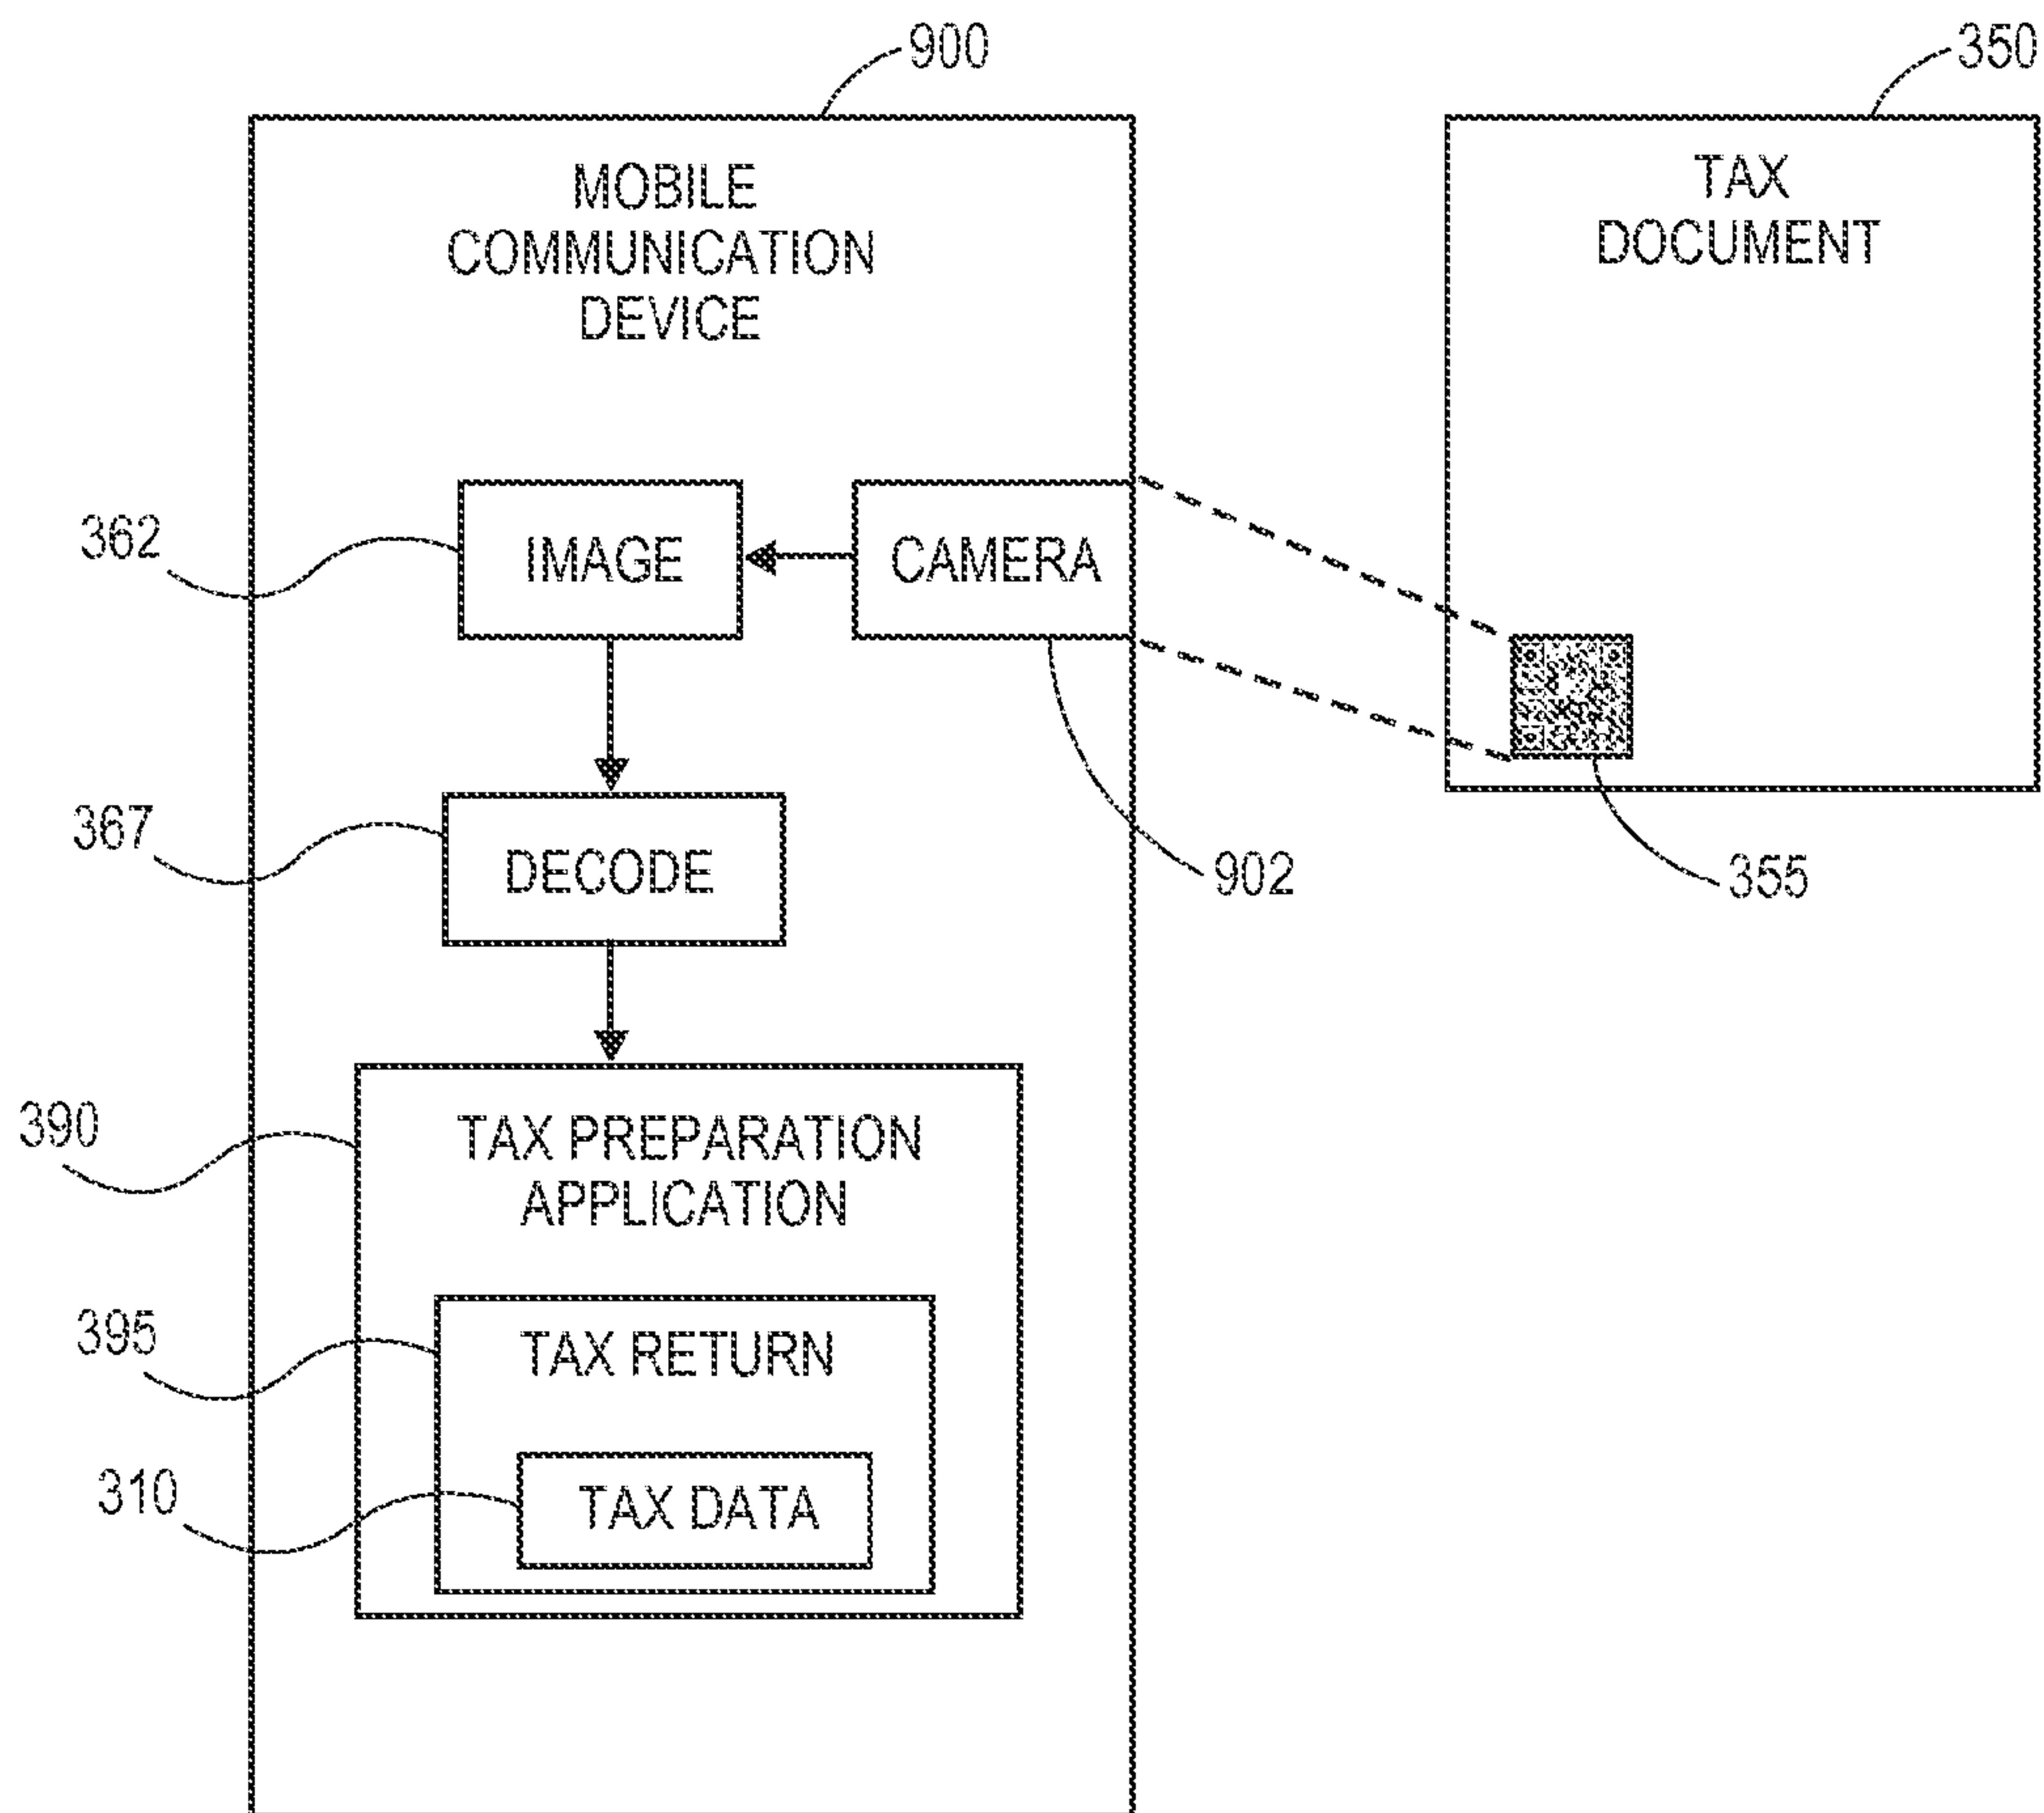 900
350
MOBILE
COMMUNICATION
DEVICE
TAX
DOCUMENT
362
IMAGE
CAMERA
367
DECODE
902
355
390
TAX PREPARATION
APPLICATION
395
TAX RETURN
310
TAX DATA